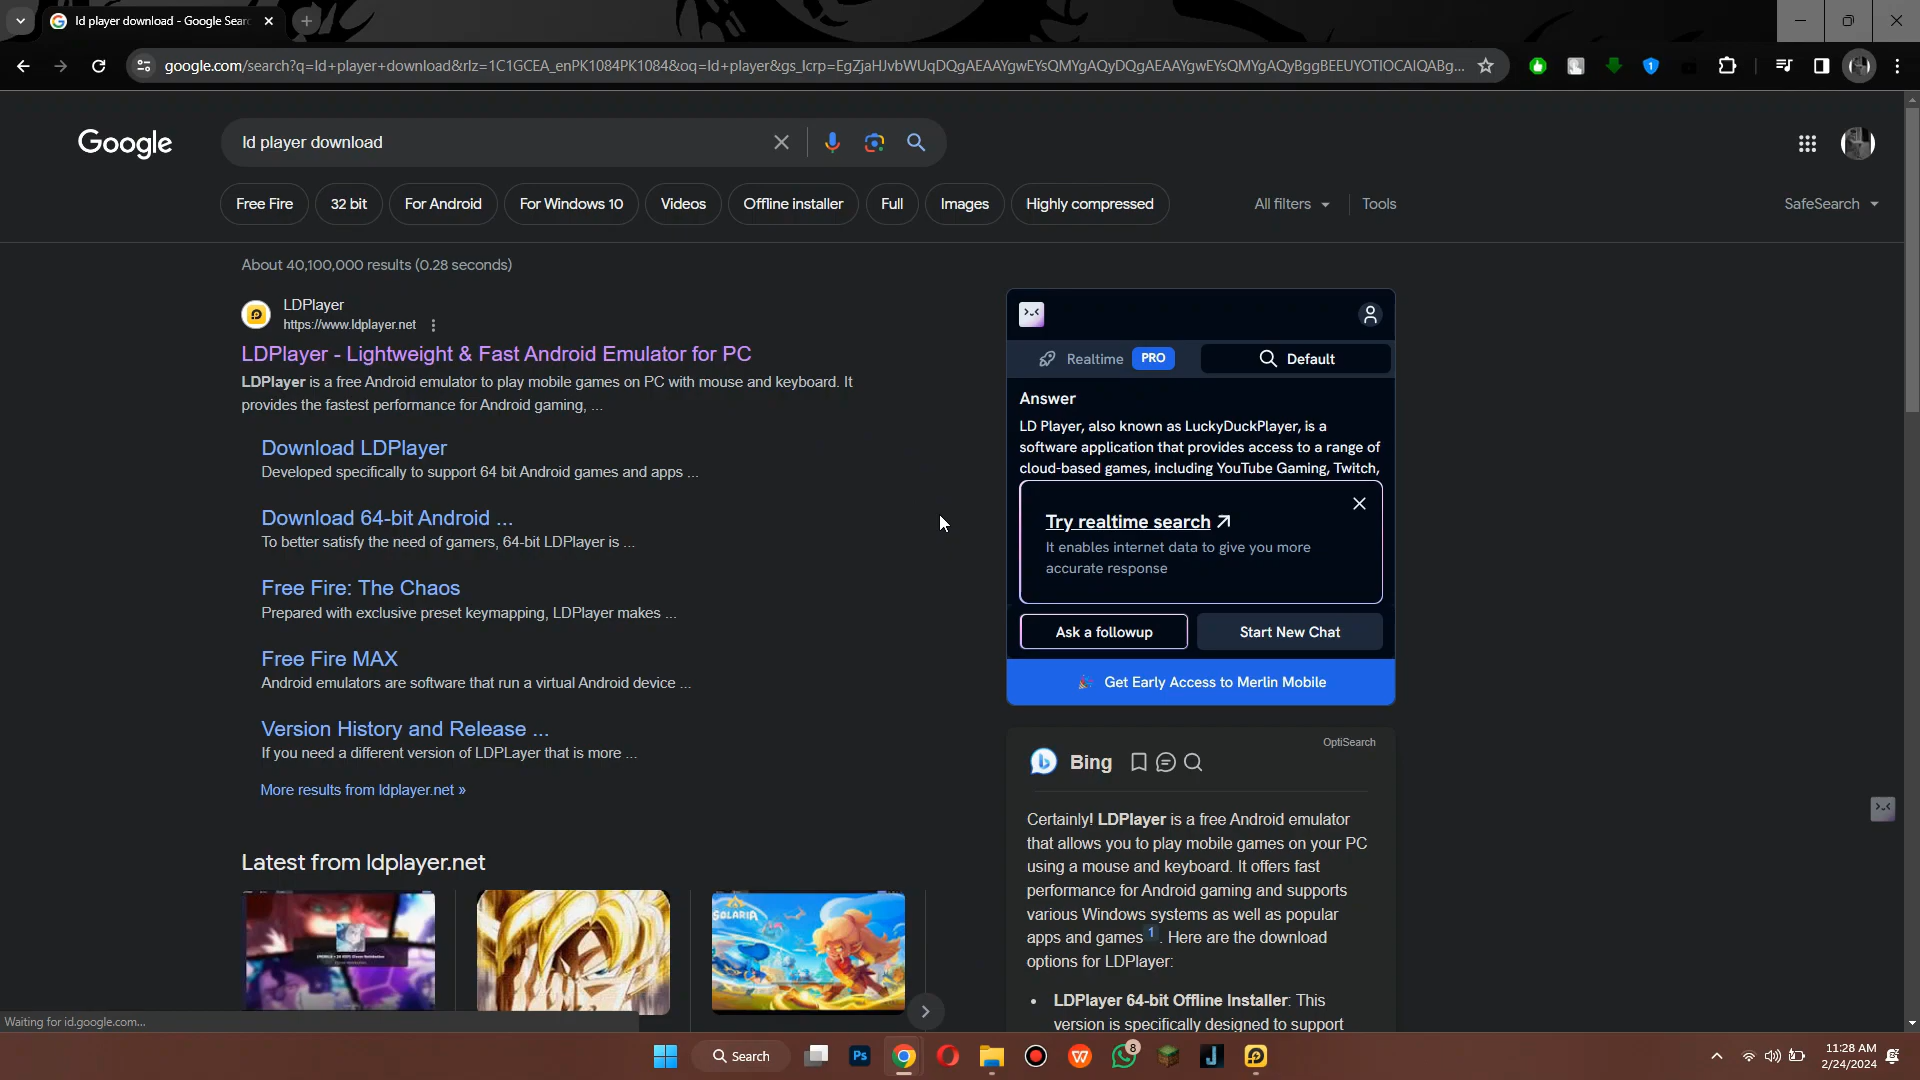 ld player download - Google Sear
google.com/search?q=ld+player+download&rlz=1C1GCEA_enPK1084PK1084&oq=ld+player&gs_lcrp=EgZjaHJvbWUqDQgAEAAYgwEYsQMYgAQyDQgAEAAYgwEYsQMYgAQyBggBEEUYOTIOCAIQABg...
Google
ld player download
Free Fire
32 bit
For Android
For Windows 10
Videos
Offline installer
Full
Images
Highly compressed
All filters
Tools
SafeSearch
About 40,100,000 results (0.28 seconds)
LDPlayer
https://www.ldplayer.net
LDPlayer - Lightweight & Fast Android Emulator for PC
LDPlayer is a free Android emulator to play mobile games on PC with mouse and keyboard. It
provides the fastest performance for Android gaming, ...
Download LDPlayer
Developed specifically to support 64 bit Android games and apps ...
Download 64-bit Android ...
To better satisfy the need of gamers, 64-bit LDPlayer is ...
Free Fire: The Chaos
Prepared with exclusive preset keymapping, LDPlayer makes ...
Free Fire MAX
Android emulators are software that run a virtual Android device ...
Version History and Release ...
If you need a different version of LDPLayer that is more ...
More results from ldplayer.net »
Latest from ldplayer.net
SOLARIA
Realtime PRO
Default
Answer
LD Player, also known as LuckyDuckPlayer, is a
software application that provides access to a range of
cloud-based games, including YouTube Gaming, Twitch,
Try realtime search
It enables internet data to give you more
accurate response
Ask a followup
Start New Chat
Get Early Access to Merlin Mobile
OptiSearch
Bing
Certainly! LDPlayer is a free Android emulator
that allows you to play mobile games on your PC
using a mouse and keyboard. It offers fast
performance for Android gaming and supports
various Windows systems as well as popular
apps and games 1 . Here are the download
options for LDPlayer:
• LDPlayer 64-bit Offline Installer: This
version is specifically designed to support
Waiting for id.google.com...
Search
Ps
8
11:28 AM
2/24/2024